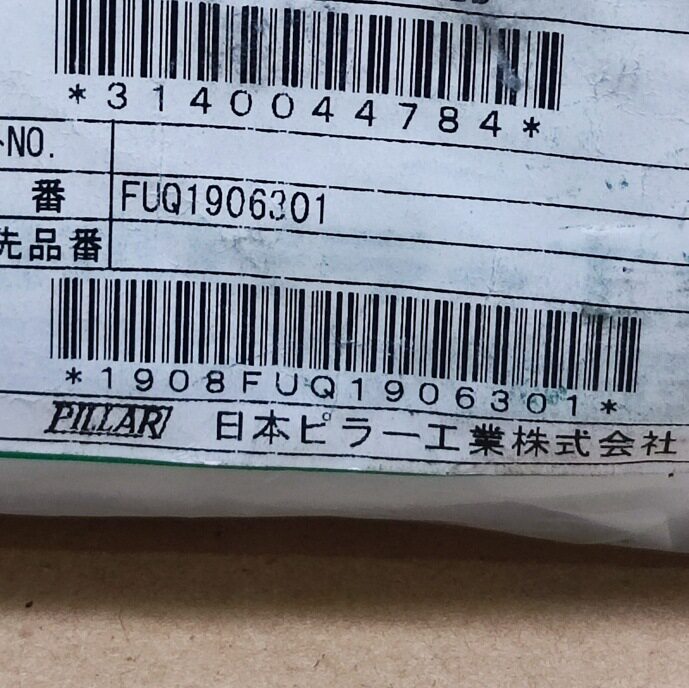 *3140044784*
NO.
番 FUQ1906301
先品番
*1908FUQ1906301*
PILLAR 日本ピラー工業株式会社